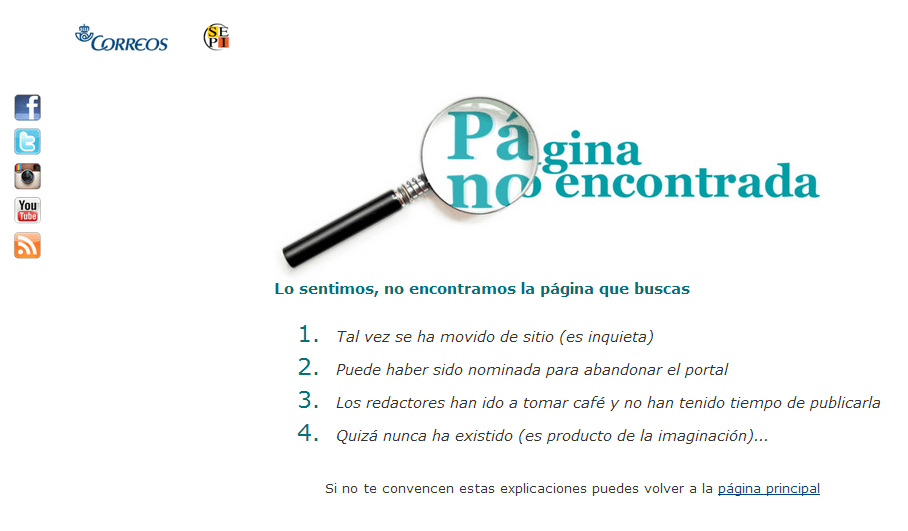 CORREOS
SEPI
You
Tube
Página
no encontrada
Lo sentimos, no encontramos la página que buscas
1. Tal vez se ha movido de sitio (es inquieta)
2. Puede haber sido nominada para abandonar el portal
3. Los redactores han ido a tomar café y no han tenido tiempo de publicarla
4. Quizá nunca ha existido (es producto de la imaginación)...
Si no te convencen estas explicaciones puedes volver a la página principal